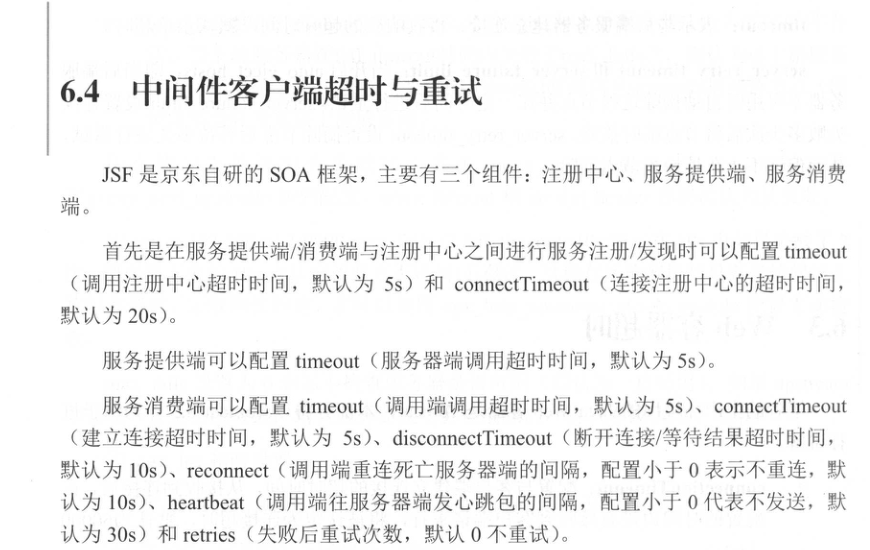 6.4 中间件客户端超时与重试
JSF 是京东自研的 SOA 框架，主要有三个组件：注册中心、服务提供端、服务消费
端。
首先是在服务提供端/消费端与注册中心之间进行服务注册/发现时可以配置 timeout
（调用注册中心超时时间，默认为 5s）和 connectTimeout（连接注册中心的超时时间，
默认为 20s）。
服务提供端可以配置 timeout（服务器端调用超时时间，默认为 5s）。
服务消费端可以配置 timeout（调用端调用超时时间，默认为 5s）、connectTimeout
（建立连接超时时间，默认为 5s）、disconnectTimeout（断开连接/等待结果超时时间，
默认为 10s）、reconnect（调用端重连死亡服务器端的间隔，配置小于 0 表示不重连，默
认为 10s）、heartbeat（调用端往服务器端发心跳包的间隔，配置小于 0 代表不发送，默
认为 30s）和 retries（失败后重试次数，默认 0 不重试）。